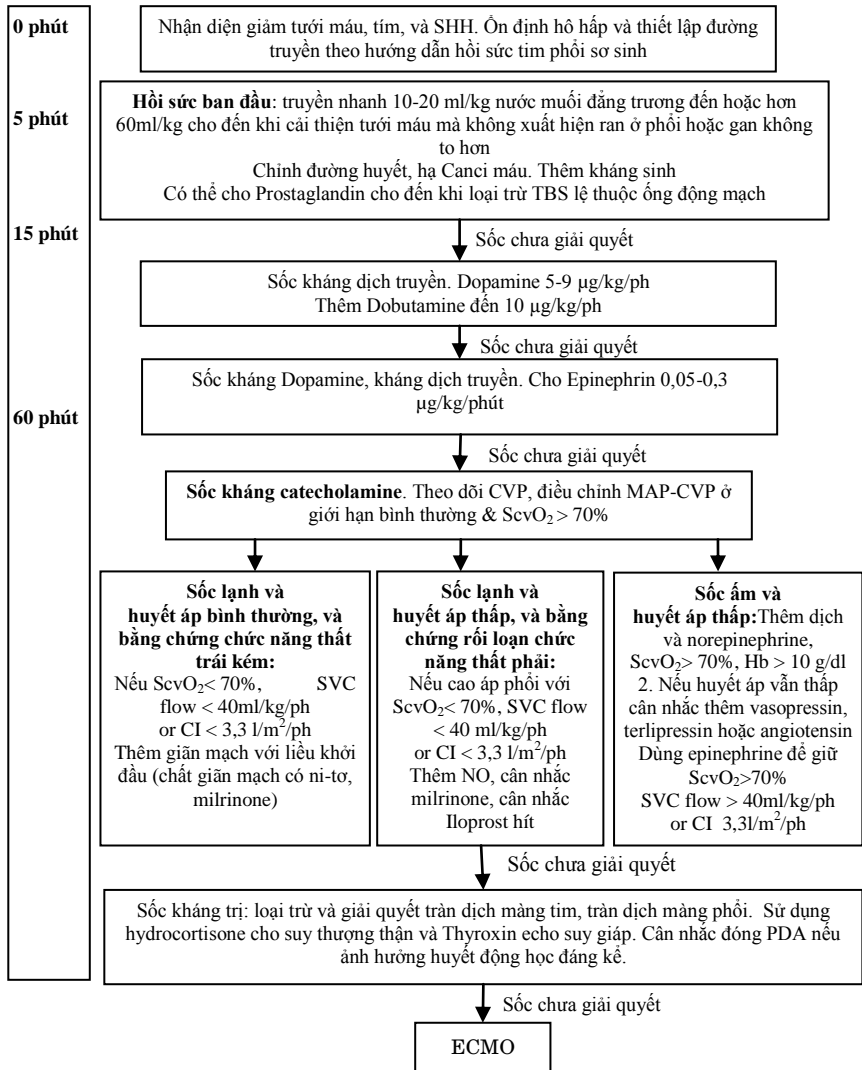 0 phút
Nhận diện giảm tưới máu, tím, và SHH. Ổn định hô hấp và thiết lập đường
truyền theo hướng dẫn hồi sức tim phổi sơ sinh
5 phút
Hồi sức ban đầu: truyền nhanh 10-20 ml/kg nước muối đẳng trương đến hoặc hơn
60ml/kg cho đến khi cải thiện tưới máu mà không xuất hiện ran ở phổi hoặc gan không
to hơn
Chỉnh đường huyết, hạ Canci máu. Thêm kháng sinh
Có thể cho Prostaglandin cho đến khi loại trừ TBS lệ thuộc ống động mạch
15 phút
Sốc chưa giải quyết
Sốc kháng dịch truyền. Dopamine 5-9 µg/kg/ph
Thêm Dobutamine đến 10 µg/kg/ph
Sốc chưa giải quyết
Sốc kháng Dopamine, kháng dịch truyền. Cho Epinephrin 0,05-0,3
µg/kg/phút
60 phút
Sốc chưa giải quyết
Sốc kháng catecholamine. Theo dõi CVP, điều chỉnh MAP-CVP ở
giới hạn bình thường & ScvO₂ > 70%
Sốc lạnh và
huyết áp bình thường, và
bằng chứng chức năng thất
trái kém:
Nếu ScvO₂< 70%, SVC
flow < 40ml/kg/ph
or CI < 3,3 l/m²/ph
Thêm giãn mạch với liều khởi
đầu (chất giãn mạch có ni-tơ,
milrinone)
Sốc lạnh và
huyết áp thấp, và bằng
chứng rối loạn chức
năng thất phải:
Nếu cao áp phổi với
ScvO₂< 70%, SVC flow
< 40 ml/kg/ph
or CI < 3,3 l/m²/ph
Thêm NO, cân nhắc
milrinone, cân nhắc
Iloprost hít
Sốc ấm và
huyết áp thấp:Thêm dịch
và norepinephrine,
ScvO₂> 70%, Hb > 10 g/dl
2. Nếu huyết áp vẫn thấp
cân nhắc thêm vasopressin,
terlipressin hoặc angiotensin
Dùng epinephrine để giữ
ScvO₂>70%
SVC flow > 40ml/kg/ph
or CI 3,3l/m²/ph
Sốc chưa giải quyết
Sốc kháng trị: loại trừ và giải quyết tràn dịch màng tim, tràn dịch màng phổi. Sử dụng
hydrocortisone cho suy thượng thận và Thyroxin echo suy giáp. Cân nhắc đóng PDA nếu
ảnh hưởng huyết động học đáng kể.
Sốc chưa giải quyết
ECMO